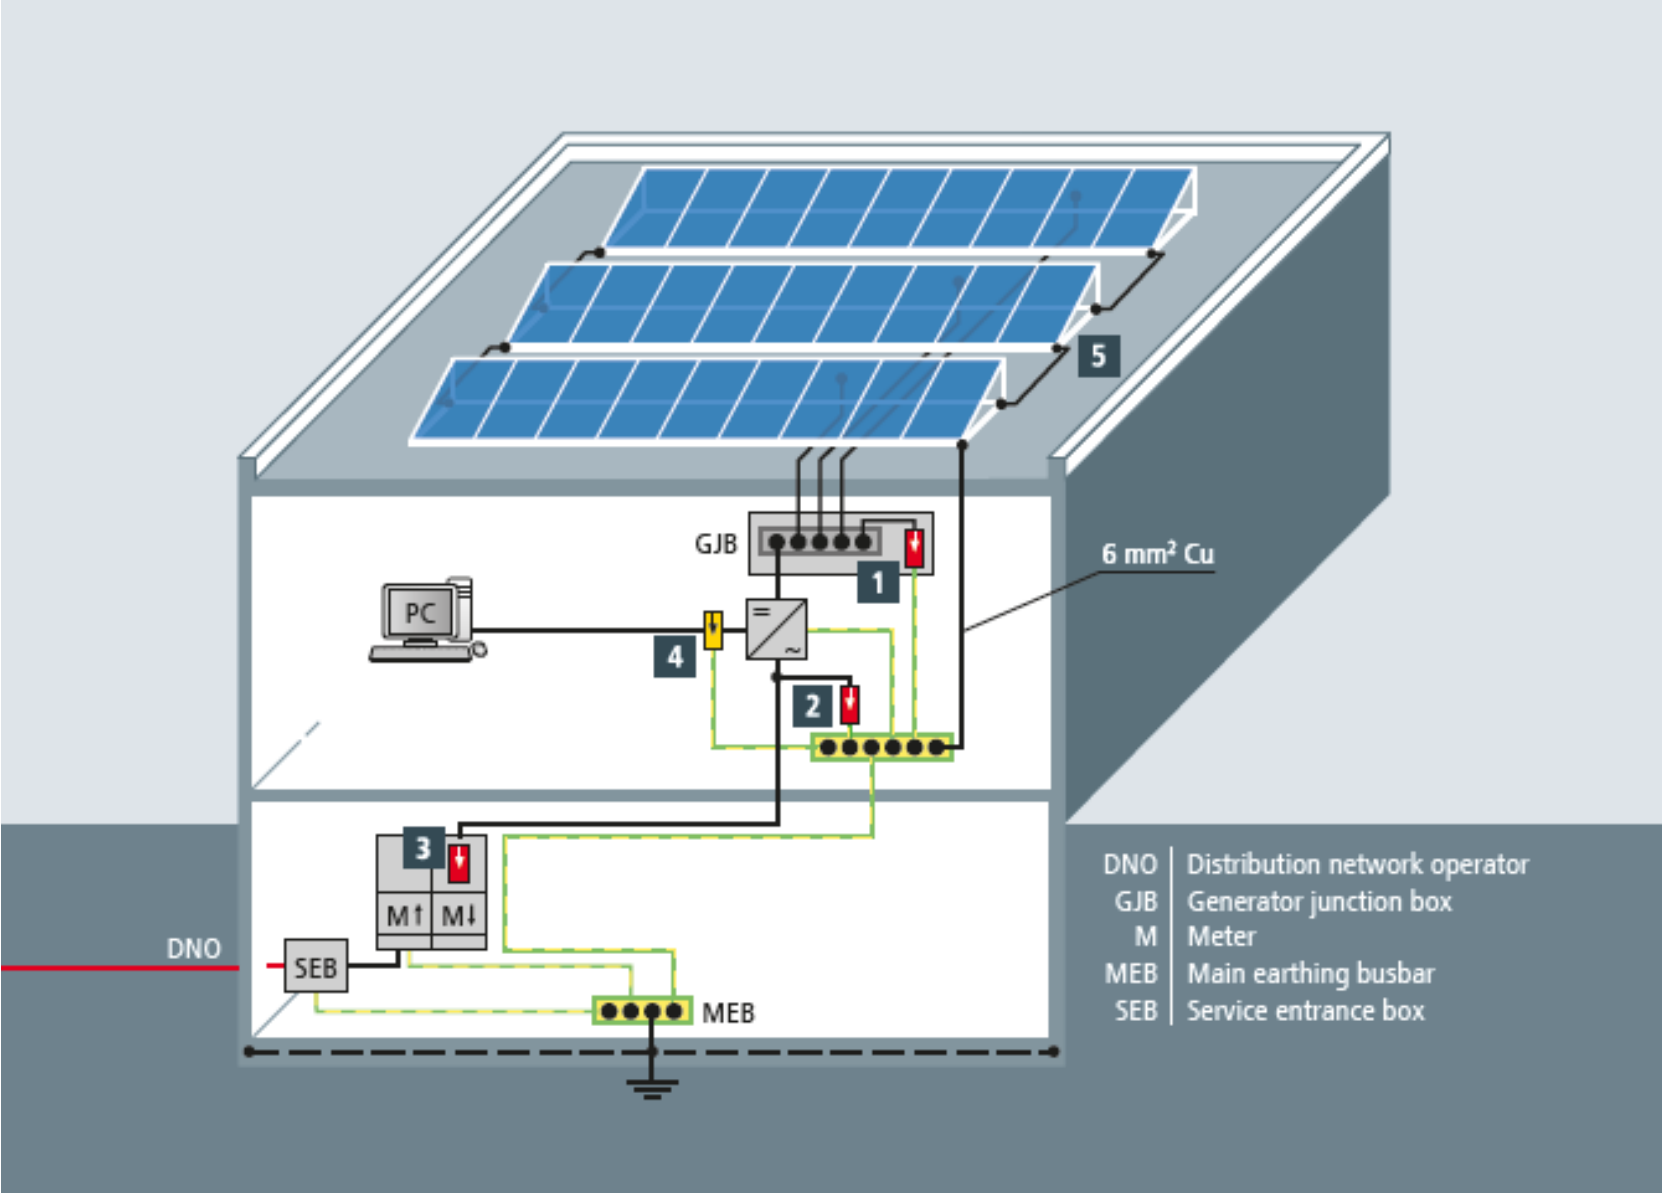 5
GJB
1
6 mm² Cu
PC
= ~
4
2
3
M↑ M↓
DNO
SEB
MEB
DNO Distribution network operator
GJB Generator junction box
M Meter
MEB Main earthing busbar
SEB Service entrance box